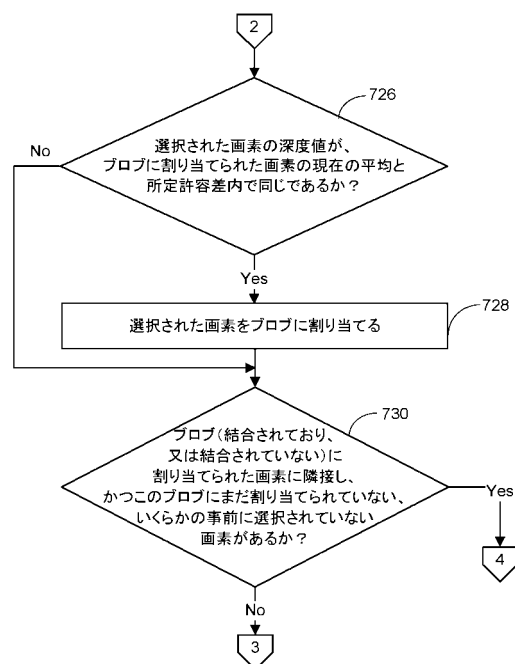 2
726
選択された画素の深度値が、
ブロブに割り当てられた画素の現在の平均と
所定許容差内で同じであるか？
No
Yes
選択された画素をブロブに割り当てる
728
730
ブロブ（結合されており、
又は結合されていない）に
割り当てられた画素に隣接し、
かつこのブロブにまだ割り当てられていない、
いくらかの事前に選択されていない
画素があるか？
Yes
4
No
3